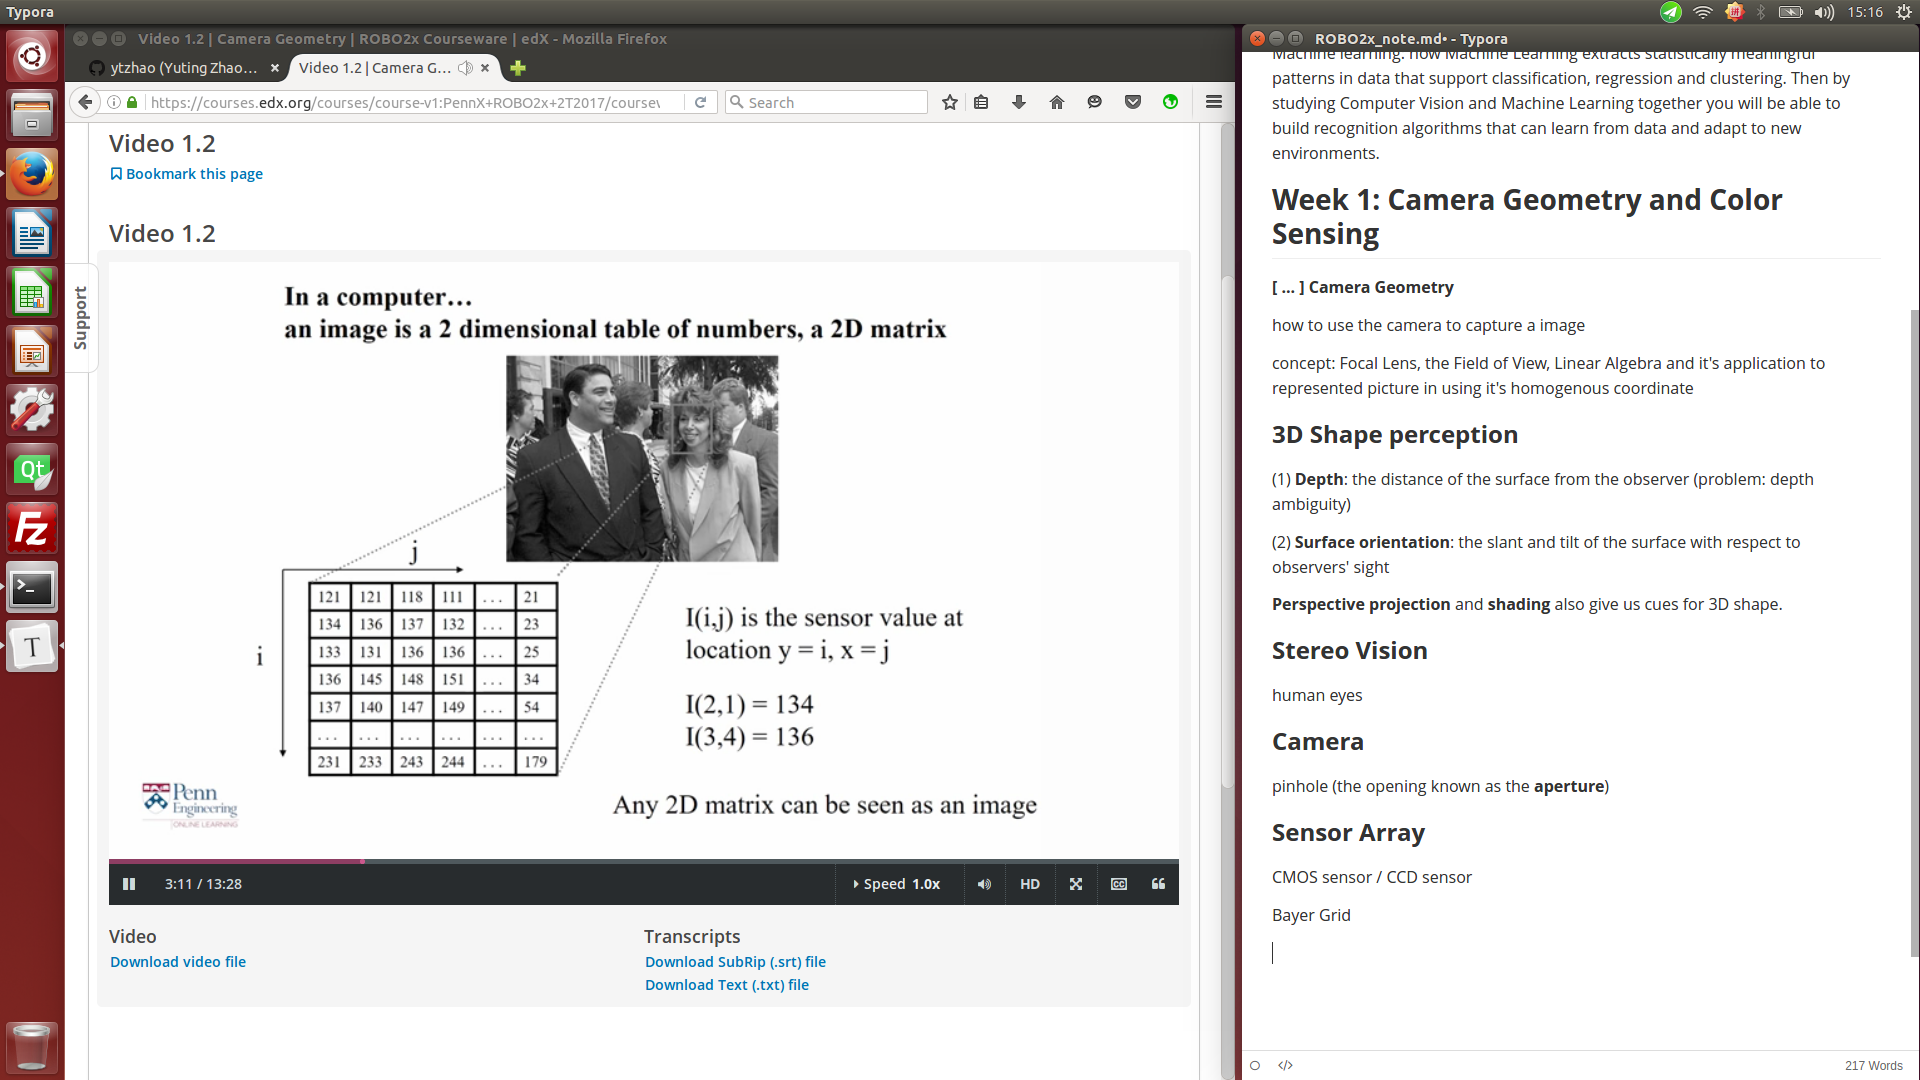 Typora
15:16
Video 1.2 | Camera Geometry | ROBO2x Courseware | edX - Mozilla Firefox
ytzhao (Yuting Zhao...
Video 1.2 | Camera G...
https://courses.edx.org/courses/course-v1:PennX+ROBO2x+2T2017/course
Search
Video 1.2
Bookmark this page
Video 1.2
Support
In a computer...
an image is a 2 dimensional table of numbers, a 2D matrix
j
i
121 121 118 111 ... 21
134 136 137 132 ... 23
133 131 136 136 ... 25
136 145 148 151 ... 34
137 140 147 149 ... 54
... ... ... ... ... ...
231 233 243 244 ... 179
I(i,j) is the sensor value at
location y = i, x = j
I(2,1) = 134
I(3,4) = 136
Any 2D matrix can be seen as an image
Penn
Engineering
ONLINE LEARNING
3:11 / 13:28
Speed 1.0x
HD
CC
Video
Download video file
Transcripts
Download SubRip (.srt) file
Download Text (.txt) file
Qt
Fz
>_
T
ROBO2x_note.md• - Typora
Machine learning: how Machine Learning extracts statistically meaningful
patterns in data that support classification, regression and clustering. Then by
studying Computer Vision and Machine Learning together you will be able to
build recognition algorithms that can learn from data and adapt to new
environments.
Week 1: Camera Geometry and Color
Sensing
[ ... ] Camera Geometry
how to use the camera to capture a image
concept: Focal Lens, the Field of View, Linear Algebra and it's application to
represented picture in using it's homogenous coordinate
3D Shape perception
(1) Depth: the distance of the surface from the observer (problem: depth
ambiguity)
(2) Surface orientation: the slant and tilt of the surface with respect to
observers' sight
Perspective projection and shading also give us cues for 3D shape.
Stereo Vision
human eyes
Camera
pinhole (the opening known as the aperture)
Sensor Array
CMOS sensor / CCD sensor
Bayer Grid
</>
217 Words